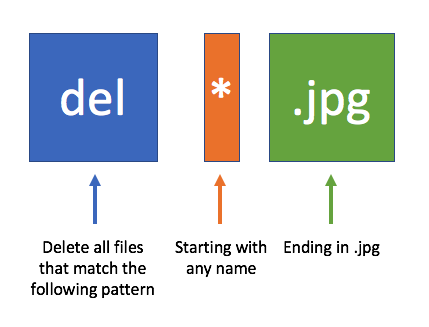 del
*
.jpg
Delete all files
that match the
following pattern
Starting with
any name
Ending in .jpg